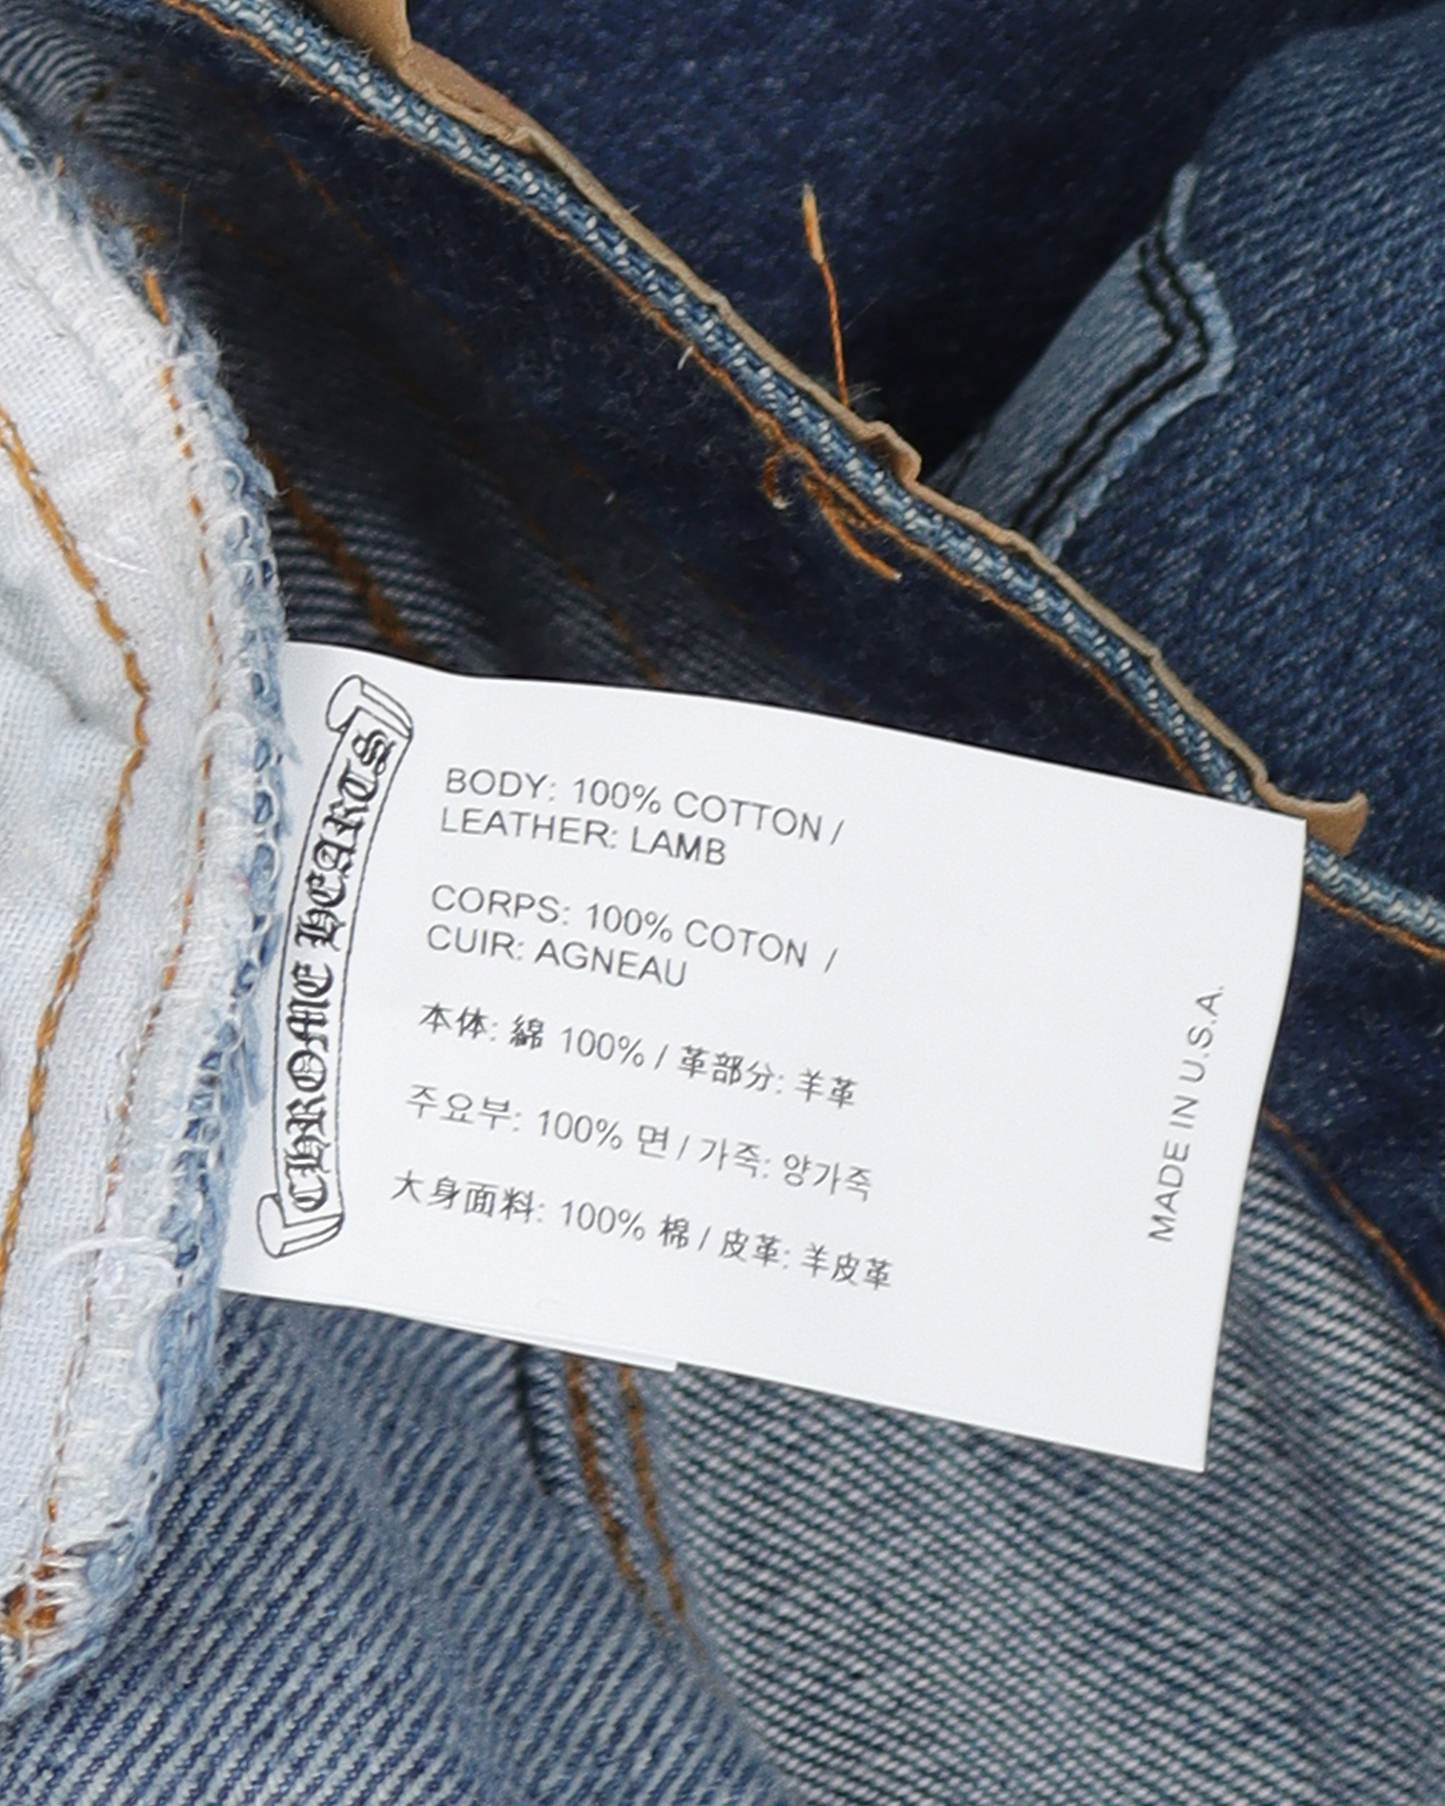 CHROME HEARTS
BODY: 100% COTTON /
LEATHER: LAMB
CORPS: 100% COTON /
CUIR: AGNEAU
本体: 綿 100% / 革部分: 羊革
주요부: 100% 면 / 가죽: 양가죽
大身面料: 100% 棉 / 皮革: 羊皮革
MADE IN U.S.A.